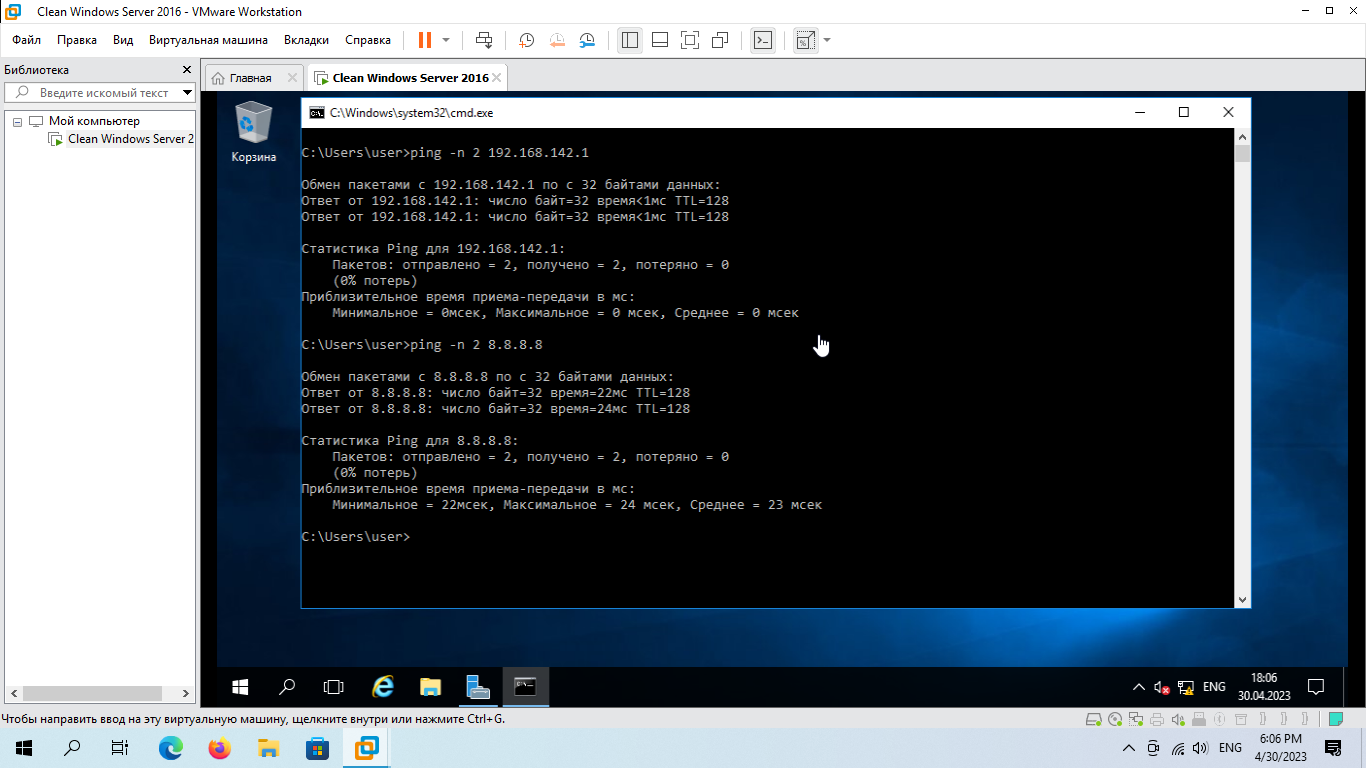 Clean Windows Server 2016 - VMware Workstation
Файл Правка Вид Виртуальная машина Вкладки Справка
Библиотека
Введите искомый текст
Мой компьютер
Clean Windows Server 2
Главная
Clean Windows Server 2016
Корзина
C:\Windows\system32\cmd.exe
C:\Users\user>ping -n 2 192.168.142.1
Обмен пакетами с 192.168.142.1 по с 32 байтами данных:
Ответ от 192.168.142.1: число байт=32 время<1мс TTL=128
Ответ от 192.168.142.1: число байт=32 время<1мс TTL=128
Статистика Ping для 192.168.142.1:
Пакетов: отправлено = 2, получено = 2, потеряно = 0
(0% потерь)
Приблизительное время приема-передачи в мс:
Минимальное = 0мсек, Максимальное = 0 мсек, Среднее = 0 мсек
C:\Users\user>ping -n 2 8.8.8.8
Обмен пакетами с 8.8.8.8 по с 32 байтами данных:
Ответ от 8.8.8.8: число байт=32 время=22мс TTL=128
Ответ от 8.8.8.8: число байт=32 время=24мс TTL=128
Статистика Ping для 8.8.8.8:
Пакетов: отправлено = 2, получено = 2, потеряно = 0
(0% потерь)
Приблизительное время приема-передачи в мс:
Минимальное = 22мсек, Максимальное = 24 мсек, Среднее = 23 мсек
C:\Users\user>
ENG
18:06
30.04.2023
Чтобы направить ввод на эту виртуальную машину, щелкните внутри или нажмите Ctrl+G.
ENG
6:06 PM
4/30/2023